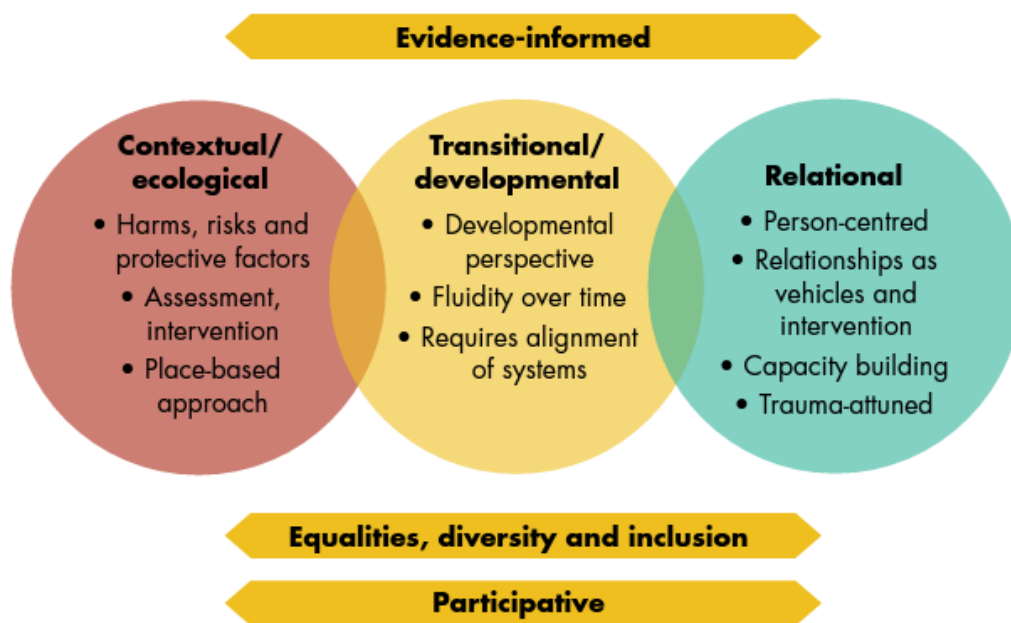 Evidence-informed
Contextual/
ecological
• Harms, risks and
protective factors
• Assessment,
intervention
• Place-based
approach
Transitional/
developmental
• Developmental
perspective
• Fluidity over time
• Requires alignment
of systems
Relational
• Person-centred
• Relationships as
vehicles and
intervention
• Capacity building
• Trauma-attuned
Equalities, diversity and inclusion
Participative